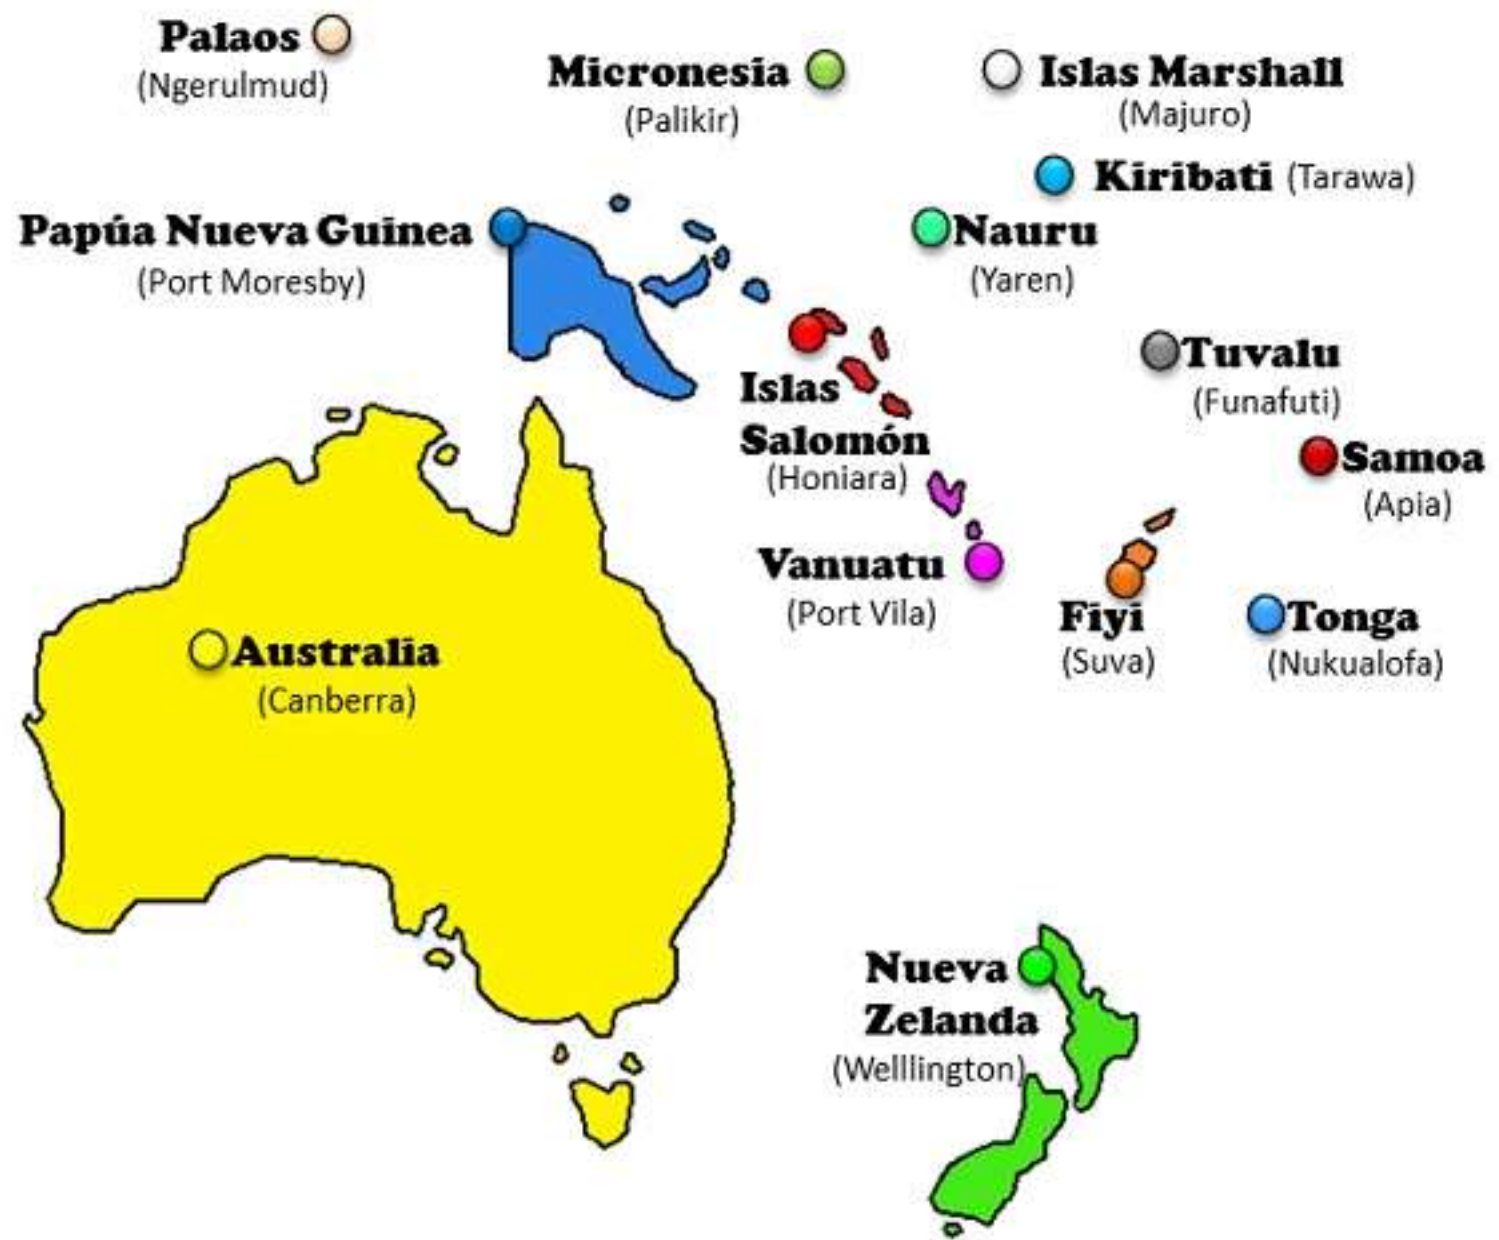 Palaos
(Ngerulmud)
Micronesia
(Palikir)
Islas Marshall
(Majuro)
Kiribati (Tarawa)
Papúa Nueva Guinea
(Port Moresby)
Nauru
(Yaren)
Islas
Salomón
(Honiara)
Tuvalu
(Funafuti)
Samoa
(Apia)
Vanuatu
(Port Vila)
Fiyi
(Suva)
Tonga
(Nukualofa)
Australia
(Canberra)
Nueva
Zelanda
(Welllington)